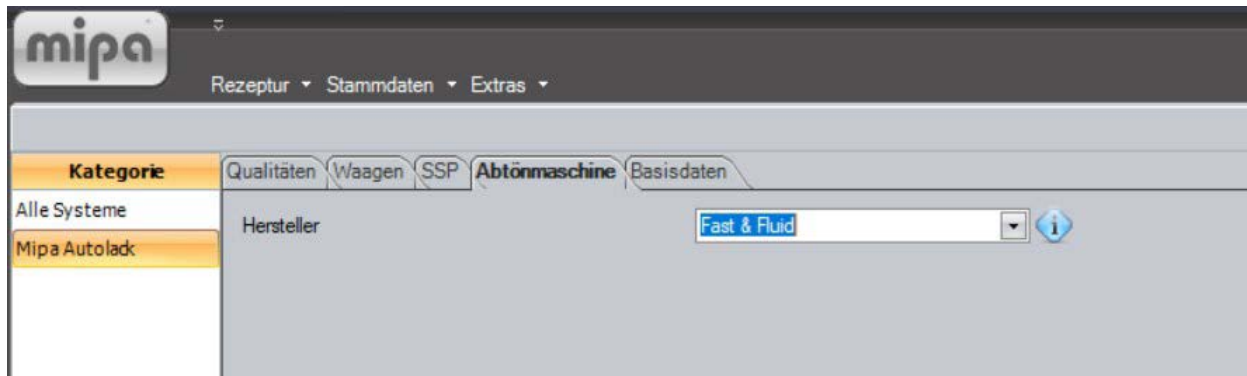 mipa
Rezeptur Stammdaten Extras
Kategorie
Qualitäten Waagen SSP Abtönmaschine Basisdaten
Alle Systeme
Hersteller Fast & Fluid
Mipa Autolack